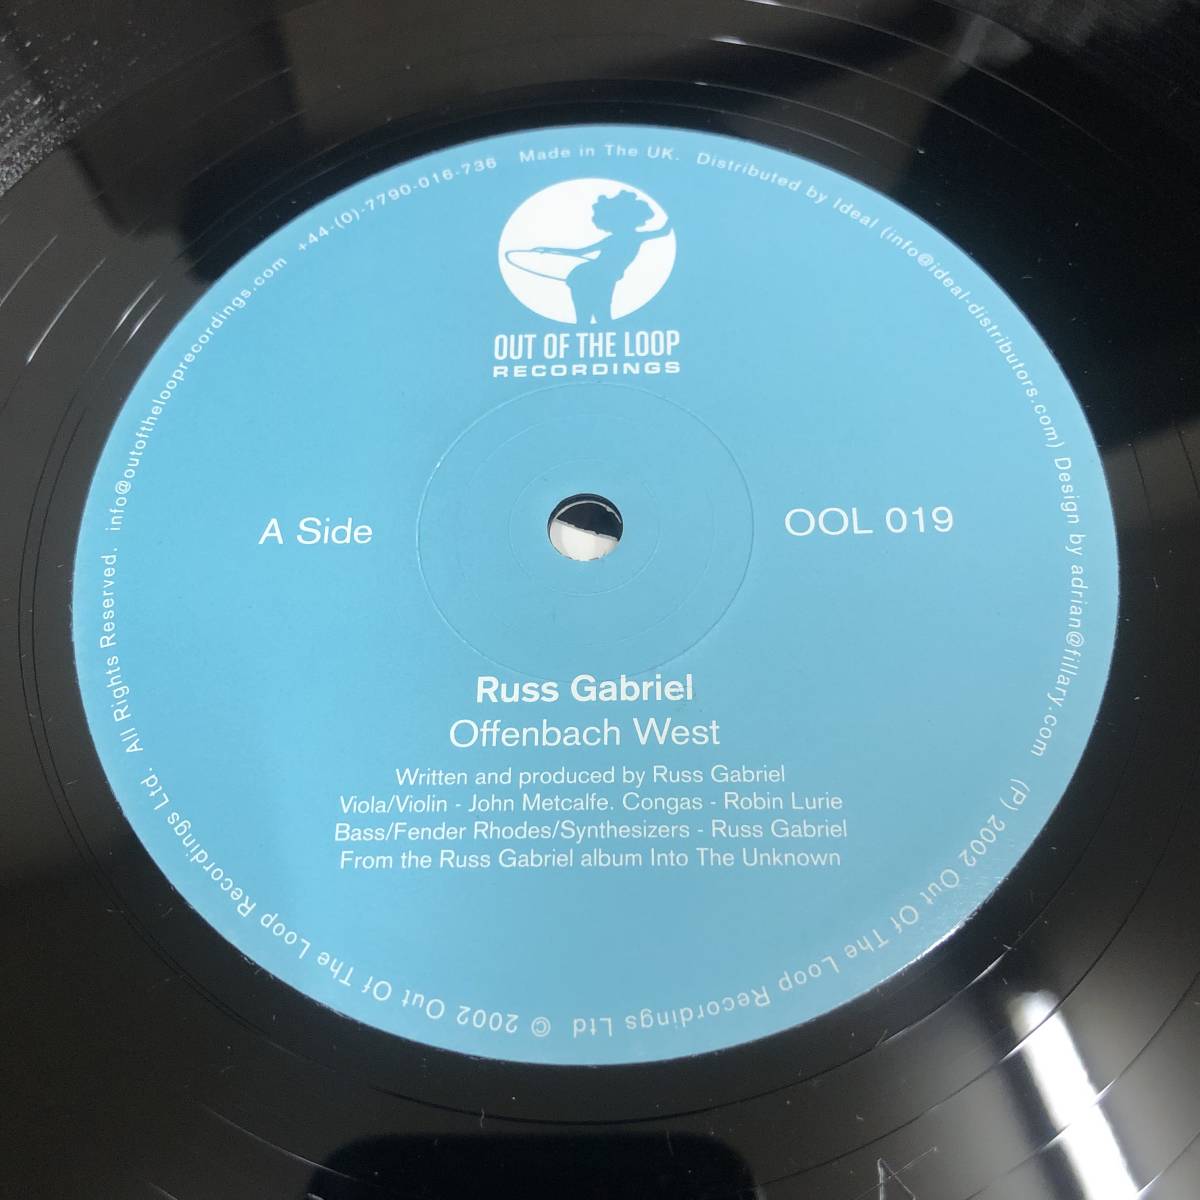 OUT OF THE LOOP
RECORDINGS
A Side
OOL 019
Russ Gabriel
Offenbach West
Written and produced by Russ Gabriel
Viola/Violin - John Metcalfe. Congas - Robin Lurie
Bass/Fender Rhodes/Synthesizers - Russ Gabriel
From the Russ Gabriel album Into The Unknown
(P) 2002 Out Of The Loop Recordings Ltd © 2002 Out Of The Loop Recordings Ltd. All Rights Reserved. info@outofthelooprecordings.com +44-(0)-7790-016-736 Made in The UK. Distributed by Ideal (info@ideal-distributors.com) Design by adrian@fillary.com